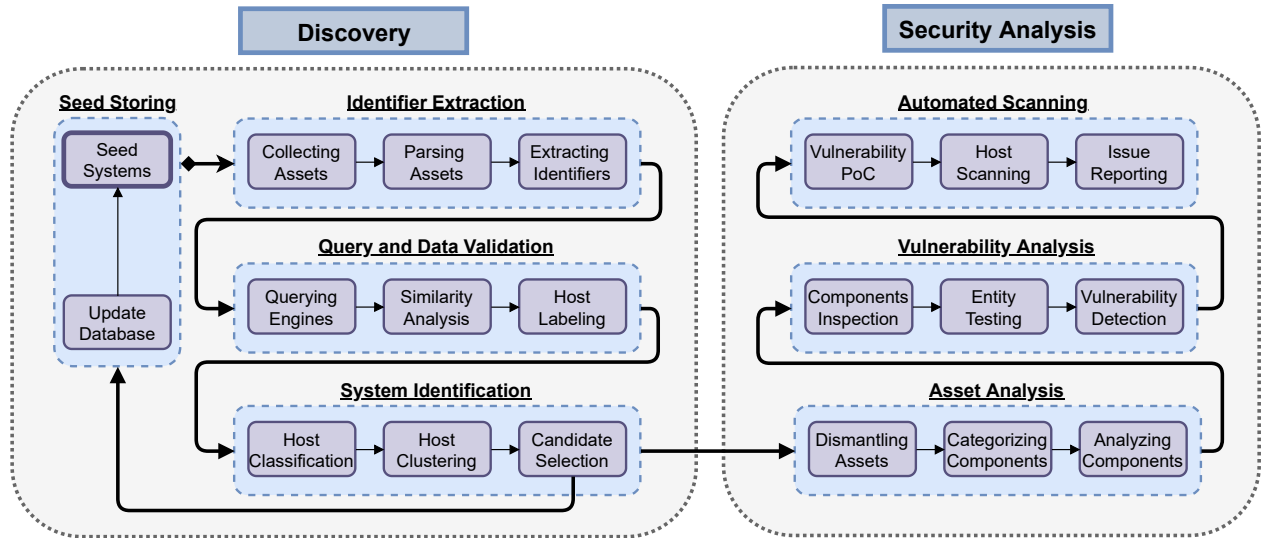 Discovery
Seed Storing
Seed
Systems
Update
Database
Identifier Extraction
Collecting
Assets
Parsing
Assets
Extracting
Identifiers
Query and Data Validation
Querying
Engines
Similarity
Analysis
Host
Labeling
System Identification
Host
Classification
Host
Clustering
Candidate
Selection
Security Analysis
Automated Scanning
Vulnerability
PoC
Host
Scanning
Issue
Reporting
Vulnerability Analysis
Components
Inspection
Entity
Testing
Vulnerability
Detection
Asset Analysis
Dismantling
Assets
Categorizing
Components
Analyzing
Components